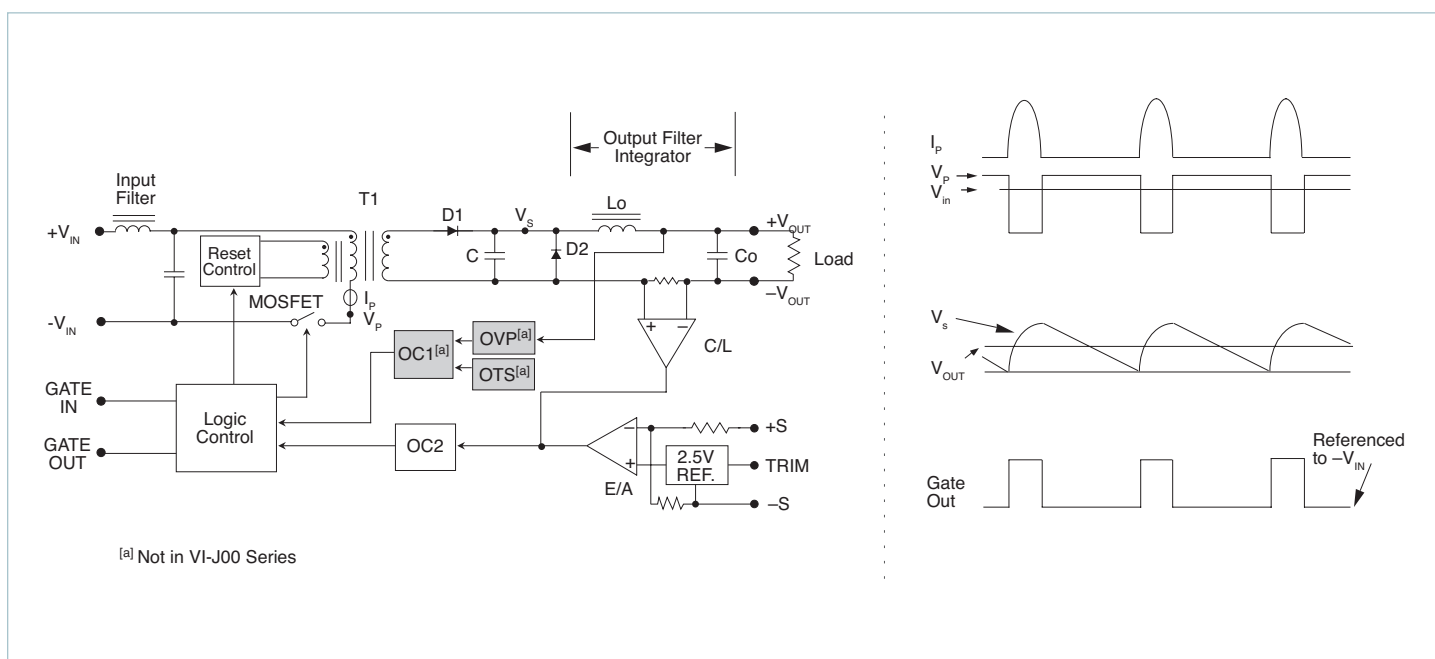 Output Filter
Integrator
Input
Filter
T1
D1
V_S
Lo
+V_IN
+V_OUT
Reset
Control
C
D2
Co
Load
MOSFET
I_P
V_P
-V_IN
–V_OUT
OC1[a]
OVP[a]
OTS[a]
+ –
C/L
GATE
IN
GATE
OUT
Logic
Control
OC2
–
+
E/A
2.5V
REF.
+S
TRIM
–S
[a] Not in VI-J00 Series
I_P
V_P
V_in
V_s
V_OUT
Gate
Out
Referenced
to –V_IN